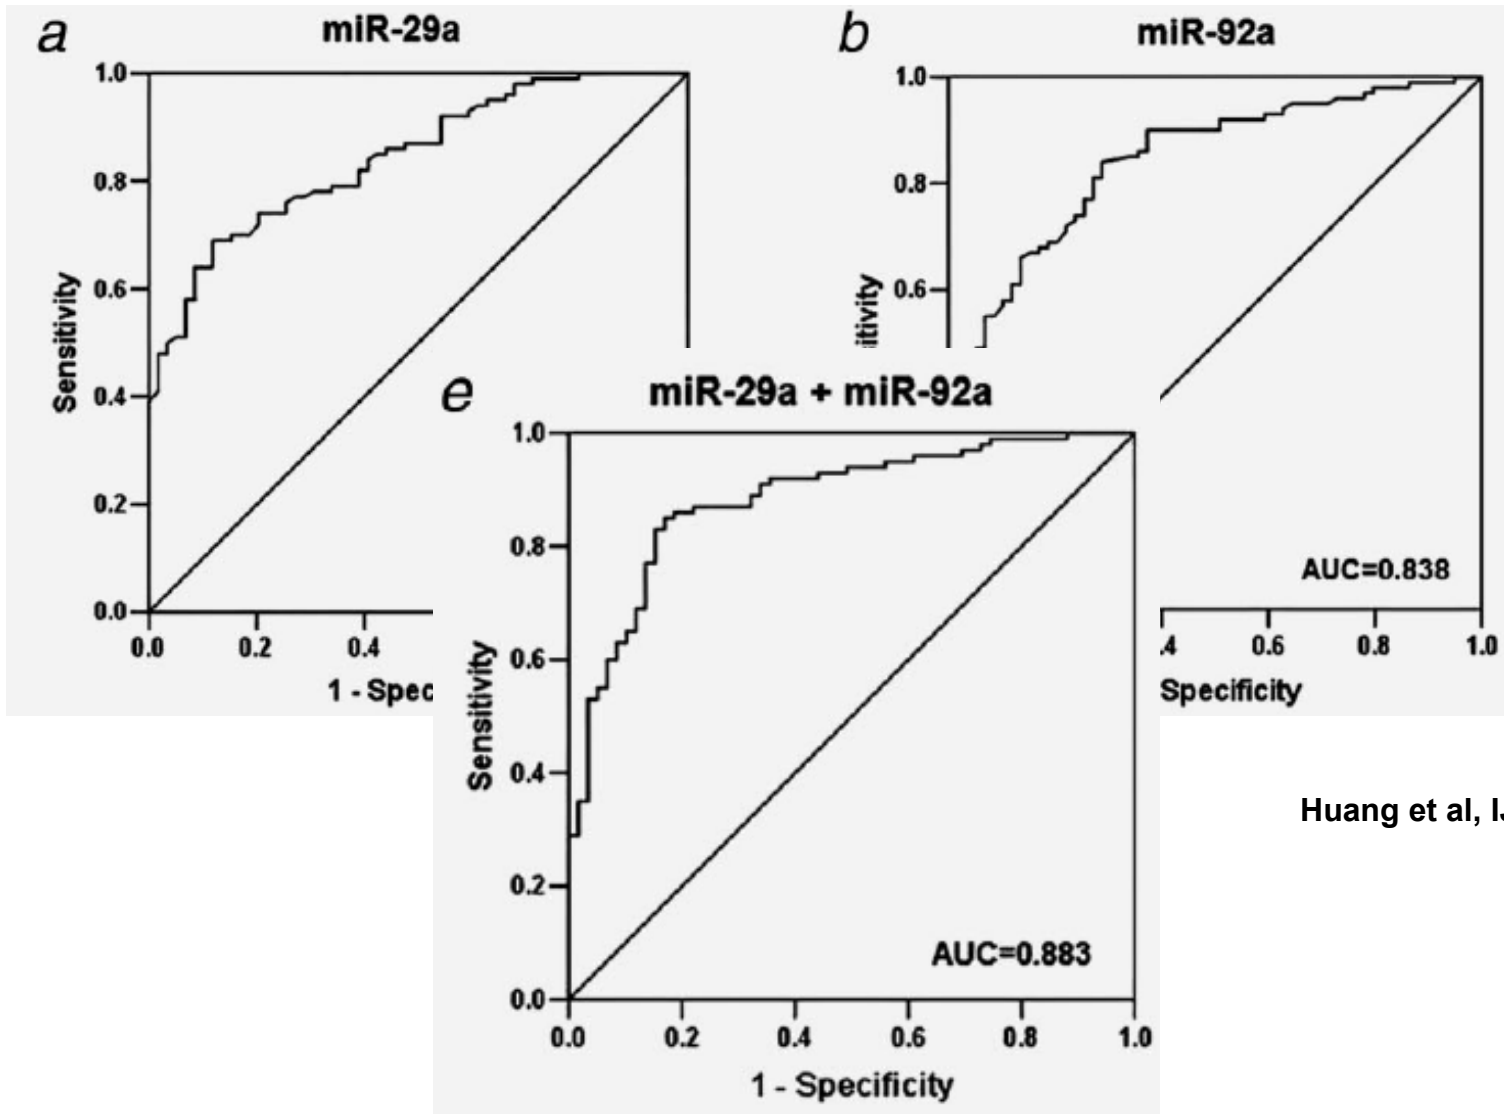 a
miR-29a
1.0
0.8
0.6
0.4
0.2
0.0
Sensitivity
0.0 0.2 0.4
1 - Spec
b
miR-92a
1.0
0.8
0.6
itivity
AUC=0.838
.4 0.6 0.8 1.0
Specificity
e
miR-29a + miR-92a
1.0
0.8
0.6
0.4
0.2
0.0
Sensitivity
AUC=0.883
0.0 0.2 0.4 0.6 0.8 1.0
1 - Specificity
Huang et al,